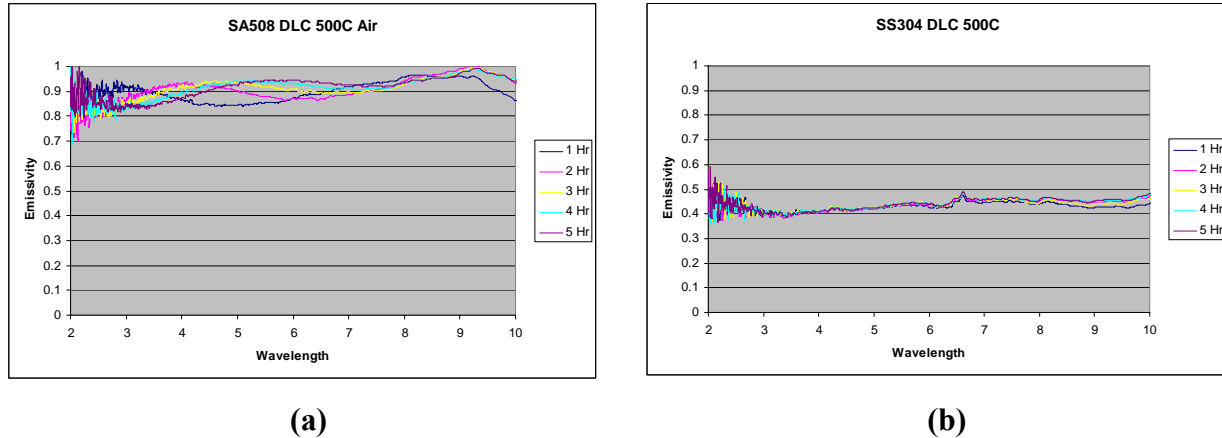 SA508 DLC 500C Air
1
0.9
0.8
0.7
0.6
0.5
0.4
0.3
0.2
0.1
0
Emissivity
2 3 4 5 6 7 8 9 10
Wavelength
1 Hr
2 Hr
3 Hr
4 Hr
5 Hr
(a)
SS304 DLC 500C
1
0.9
0.8
0.7
0.6
0.5
0.4
0.3
0.2
0.1
0
Emissivity
2 3 4 5 6 7 8 9 10
Wavelength
1 Hr
2 Hr
3 Hr
4 Hr
5 Hr
(b)